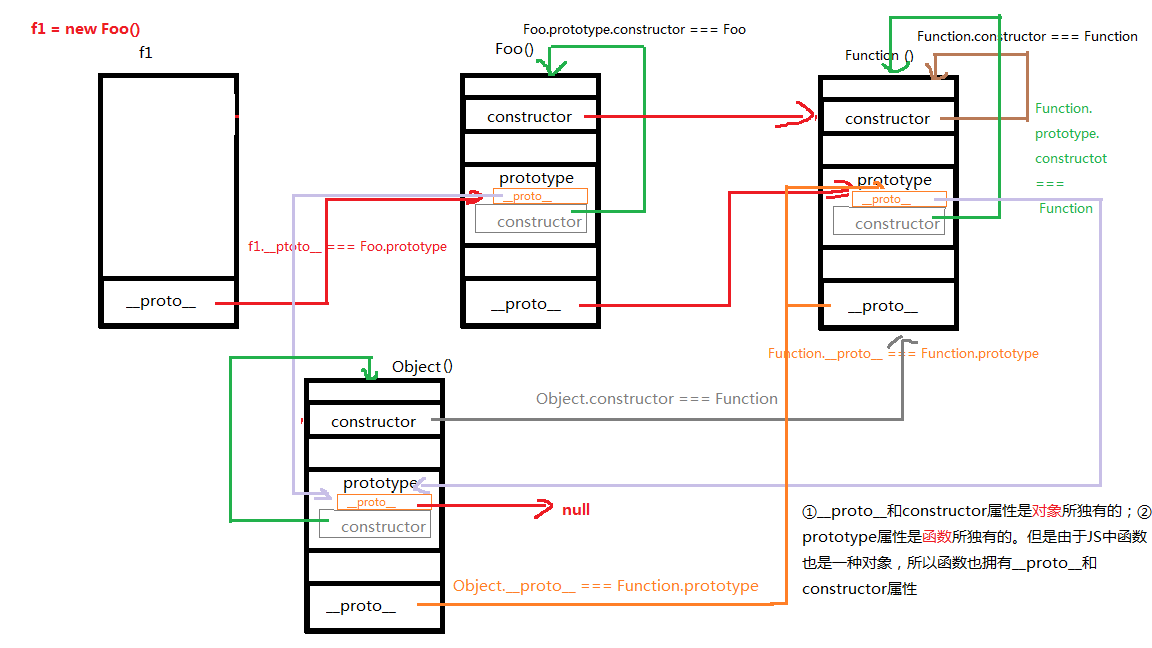 f1 = new Foo()
f1
Foo.prototype.constructor === Foo
Foo()
Function.constructor === Function
Function ()
constructor
prototype
__proto__
constructor
__proto__
constructor
prototype
__proto__
constructor
__proto__
Function.
prototype.
constructot
===
Function
__proto__
f1.__ptoto__ === Foo.prototype
Function.__proto__ === Function.prototype
Object()
constructor
prototype
__proto__
constructor
__proto__
Object.constructor === Function
null
Object.__proto__ === Function.prototype
①__proto__和constructor属性是对象所独有的；②
prototype属性是函数所独有的。但是由于JS中函数
也是一种对象，所以函数也拥有__proto__和
constructor属性